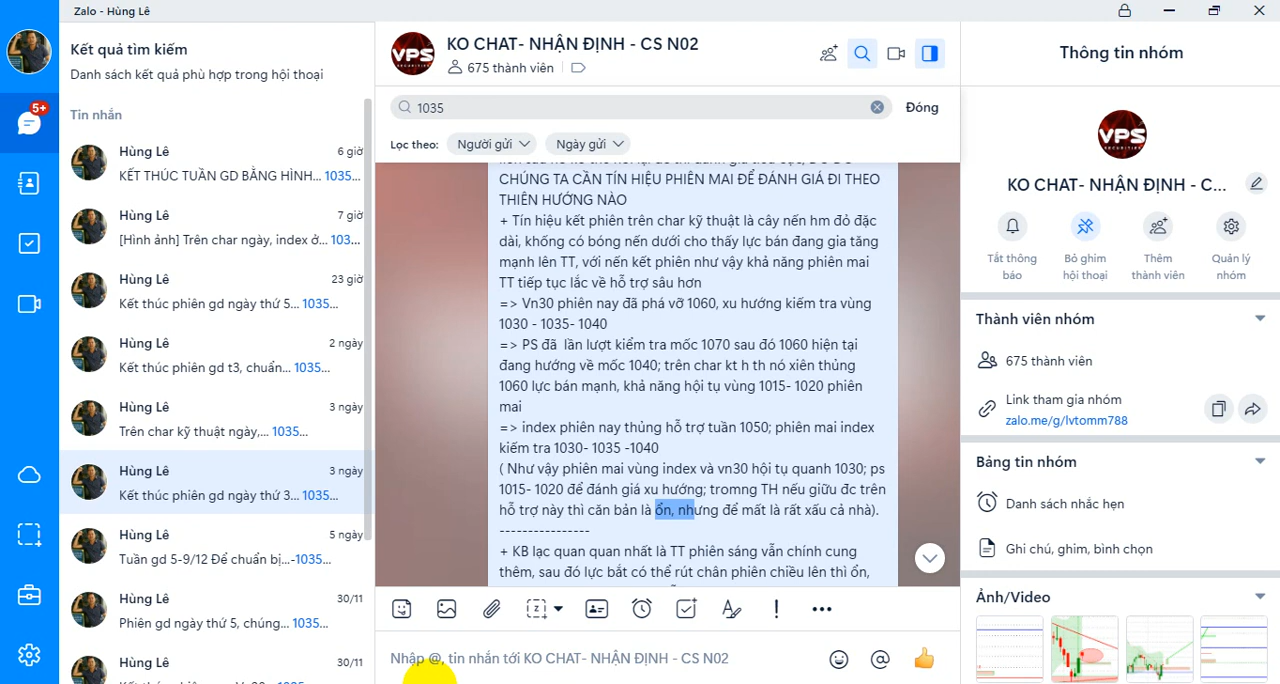 Zalo - Hùng Lê
5+
Kết quả tìm kiếm
Danh sách kết quả phù hợp trong hội thoại
Tin nhắn
Hùng Lê
6 giờ
KẾT THÚC TUẦN GD BẰNG HÌNH... 1035...
Hùng Lê
7 giờ
[Hình ảnh] Trên char ngày, index ở... 103...
Hùng Lê
23 giờ
Kết thúc phiên gd ngày thứ 5... 1035...
Hùng Lê
2 ngày
Kết thúc phiên gd t3, chuẩn... 1035...
Hùng Lê
3 ngày
Trên char kỹ thuật ngày,... 1035...
Hùng Lê
3 ngày
Kết thúc phiên gd ngày thứ 3... 1035...
Hùng Lê
5 ngày
Tuần gd 5-9/12 Để chuẩn bị...-1035...
Hùng Lê
30/11
Phiên gd ngày thứ 5, chúng... 1035...
Hùng Lê
30/11
VPS
SECURITIES
KO CHAT- NHẬN ĐỊNH - CS N02
675 thành viên
1035
Đóng
Lọc theo:
Người gửi
Ngày gửi
CHÚNG TA CẦN TÍN HIỆU PHIÊN MAI ĐỂ ĐÁNH GIÁ ĐI THEO
THIÊN HƯỚNG NÀO
+ Tín hiệu kết phiên trên char kỹ thuật là cây nến hm đỏ đặc
dài, khống có bóng nến dưới cho thấy lực bán đang gia tăng
mạnh lên TT, với nến kết phiên như vậy khả năng phiên mai
TT tiếp tục lắc về hỗ trợ sâu hơn
=> Vn30 phiên nay đã phá vỡ 1060, xu hướng kiếm tra vùng
1030 - 1035- 1040
=> PS đã  lần lượt kiểm tra mốc 1070 sau đó 1060 hiện tại
đang hướng về mốc 1040; trên char kt h th nó xiên thủng
1060 lực bán mạnh, khả năng hội tụ vùng 1015- 1020 phiên
mai
=> index phiên nay thủng hỗ trợ tuần 1050; phiên mai index
kiếm tra 1030- 1035 -1040
( Như vậy phiên mai vùng index và vn30 hội tụ quanh 1030; ps
1015- 1020 để đánh giá xu hướng; tromng TH nếu giữu đc trên
hỗ trợ này thì căn bản là ổn, nhưng để mất là rất xấu cả nhà).
----------------
+ KB lạc quan quan nhất là TT phiên sáng vẫn chính cung
thêm, sau đó lực bắt có thể rút chân phiên chiều lên thì ổn,
Nhập @, tin nhắn tới KO CHAT- NHẬN ĐỊNH - CS N02
Thông tin nhóm
VPS
SECURITIES
KO CHAT- NHẬN ĐỊNH - C...
Tắt thông
báo
Bỏ ghim
hội thoại
Thêm
thành viên
Quản lý
nhóm
Thành viên nhóm
675 thành viên
Link tham gia nhóm
zalo.me/g/lvtomm788
Bảng tin nhóm
Danh sách nhắc hẹn
Ghi chú, ghim, bình chọn
Ảnh/Video